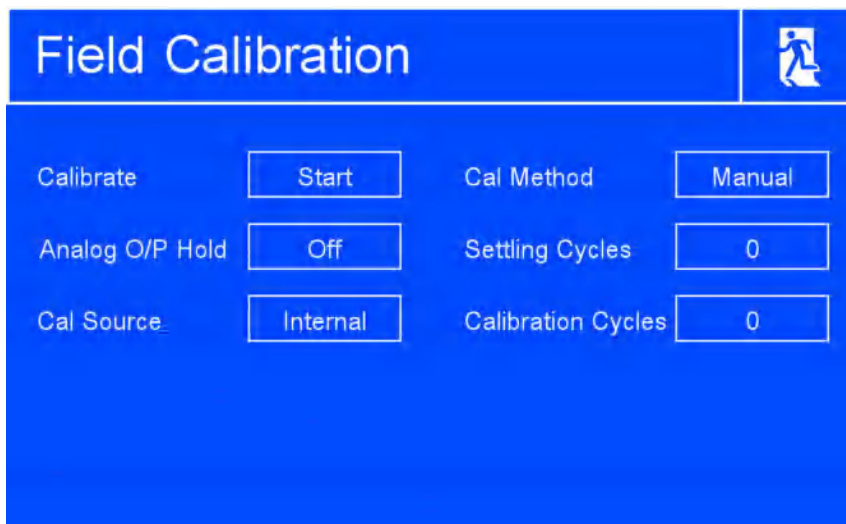 Field Calibration
Calibrate Start Cal Method Manual
Analog O/P Hold Off Settling Cycles 0
Cal Source Internal Calibration Cycles 0